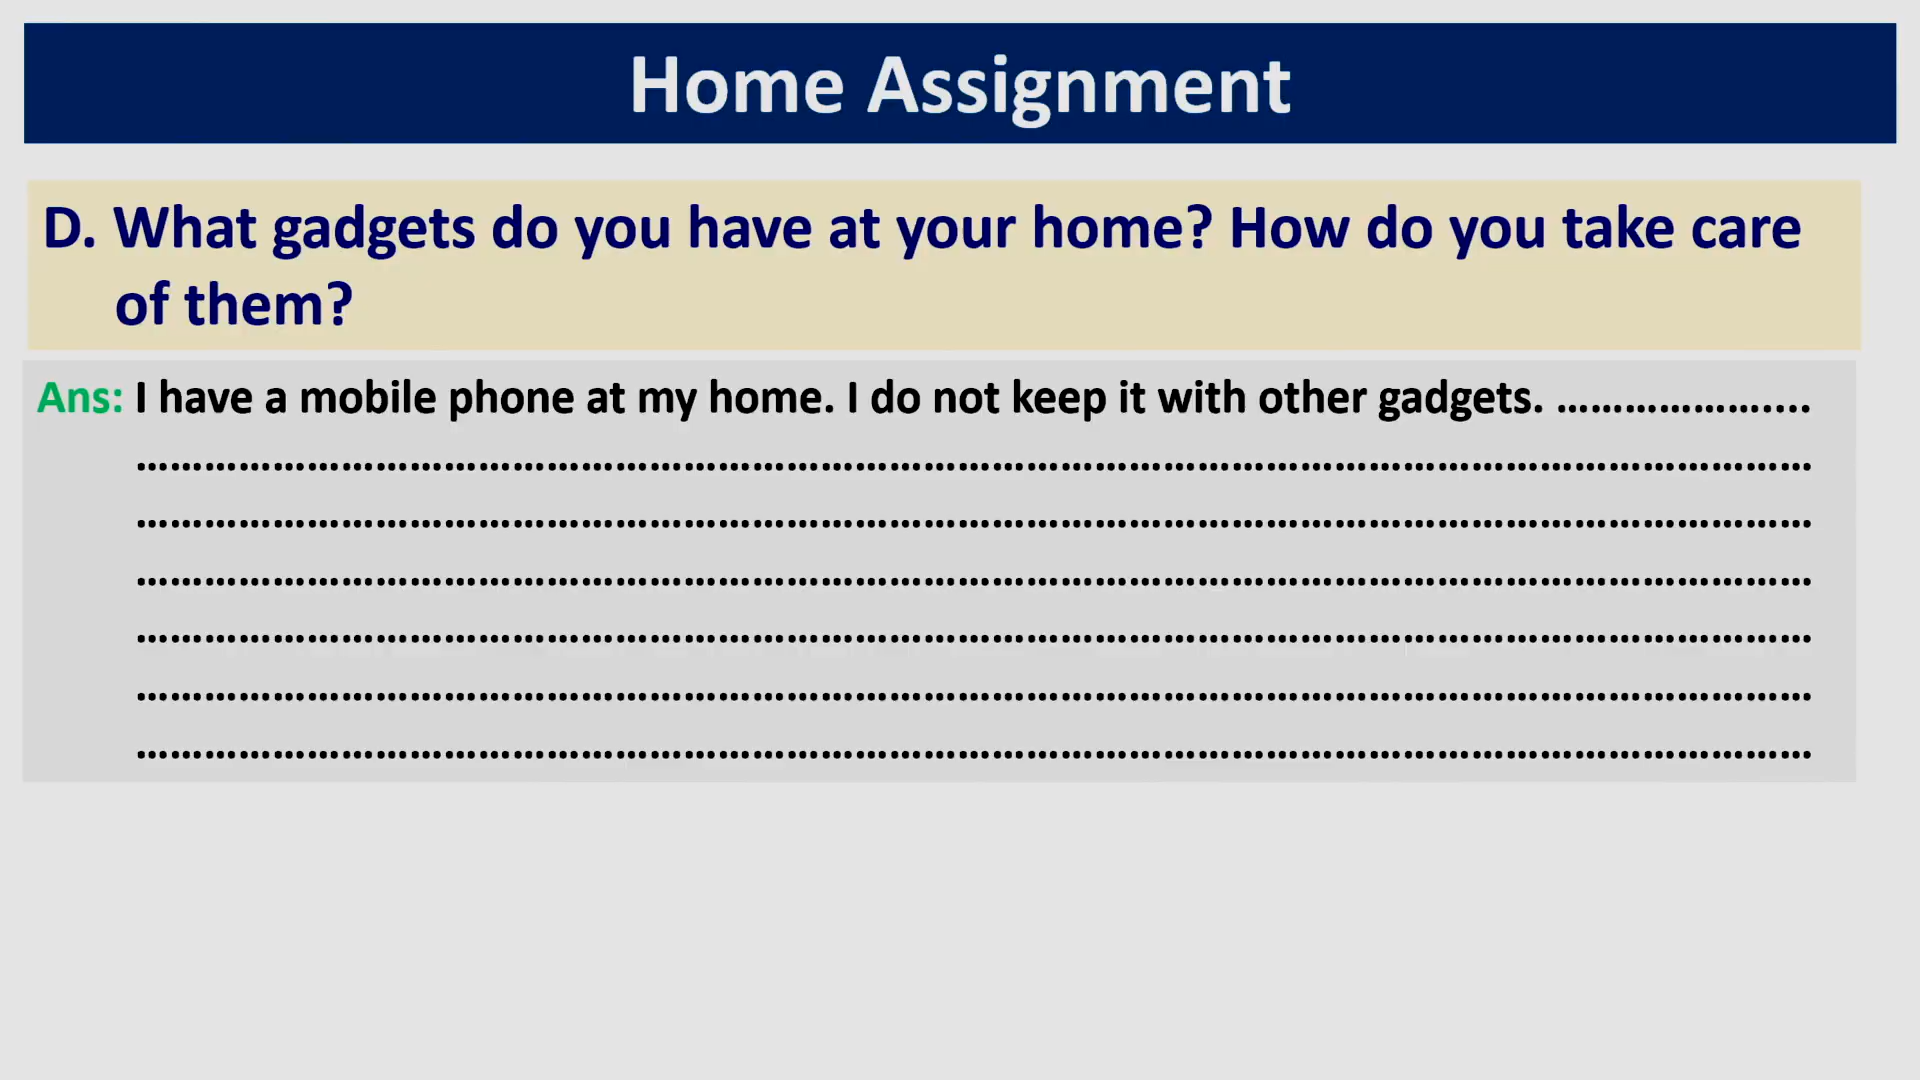 Home Assignment
D. What gadgets do you have at your home? How do you take care
of them?
Ans: I have a mobile phone at my home. I do not keep it with other gadgets. ......................
....................................................................................................
....................................................................................................
....................................................................................................
....................................................................................................
....................................................................................................
....................................................................................................